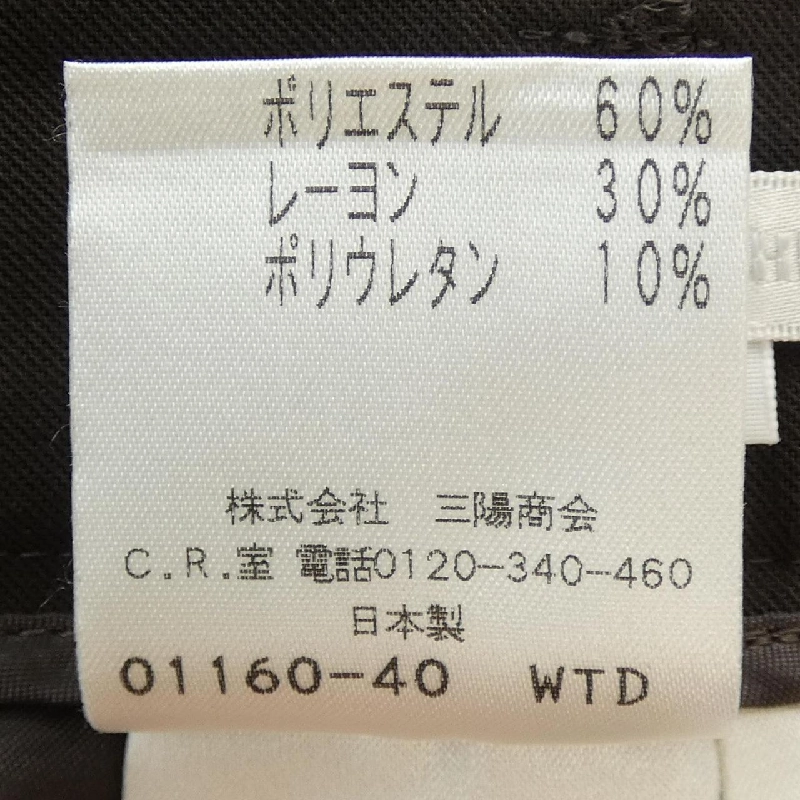 ポリエステル 60%
レーヨン 30%
ポリウレタン 10%
株式会社 三陽商会
C.R.室 電話0120-340-460
日本製
01160-40 WTD